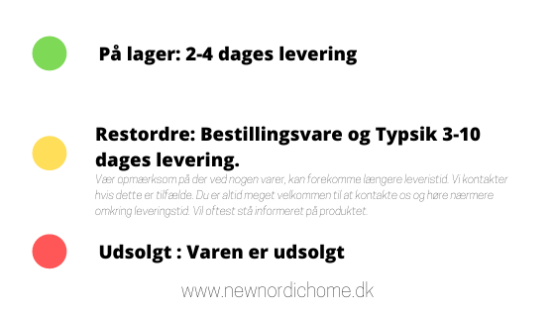 På lager: 2-4 dages levering
Restordre: Bestillingsvare og Typsik 3-10
dages levering.
Vær opmærksom på der ved nogen varer, kan forekomme længere leveristid. Vi kontakter
hvis dette er tilfælde. Du er altid meget velkommen til at kontakte os og høre nærmere
omkring leveringstid. Vil oftest stå informeret på produktet.
Udsolgt : Varen er udsolgt
www.newnordichome.dk